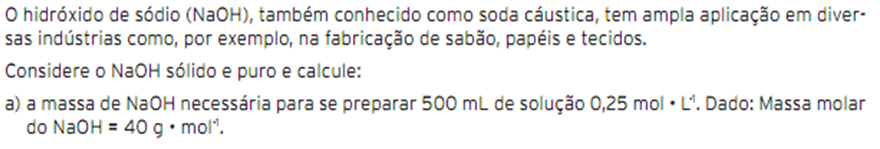 O hidróxido de sódio (NaOH), também conhecido como soda cáustica, tem ampla aplicação em diver-
sas indústrias como, por exemplo, na fabricação de sabão, papéis e tecidos.
Considere o NaOH sólido e puro e calcule:
a) a massa de NaOH necessária para se preparar 500 mL de solução 0,25 mol • L⁻¹. Dado: Massa molar
do NaOH = 40 g • mol⁻¹.